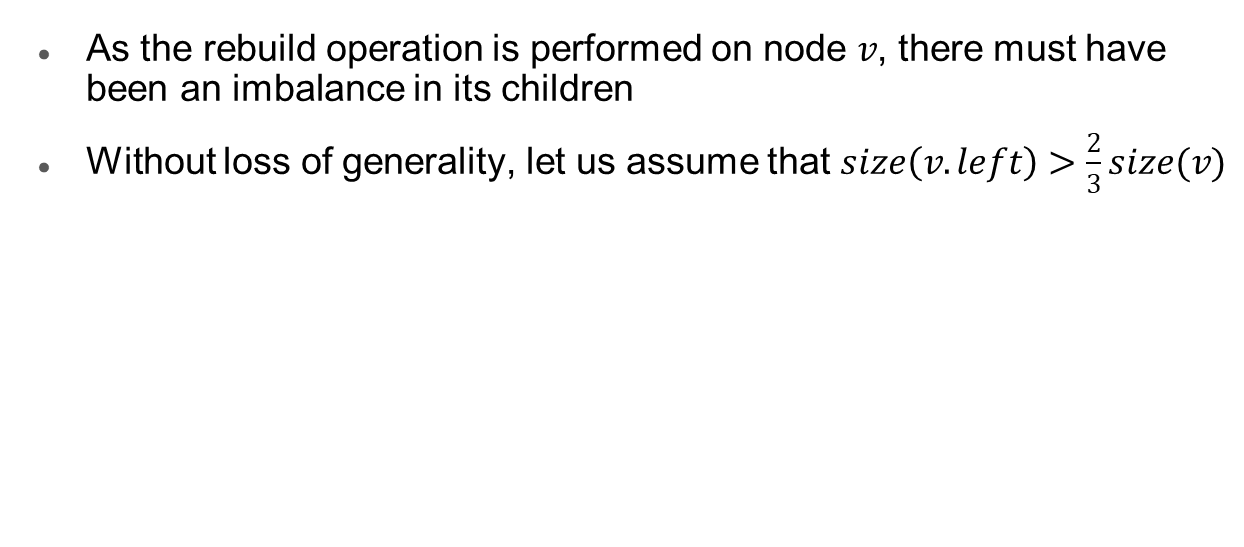 • As the rebuild operation is performed on node 𝑣, there must have
been an imbalance in its children
• Without loss of generality, let us assume that 𝑠𝑖𝑧𝑒(𝑣.𝑙𝑒𝑓𝑡) > 2/3 𝑠𝑖𝑧𝑒(𝑣)